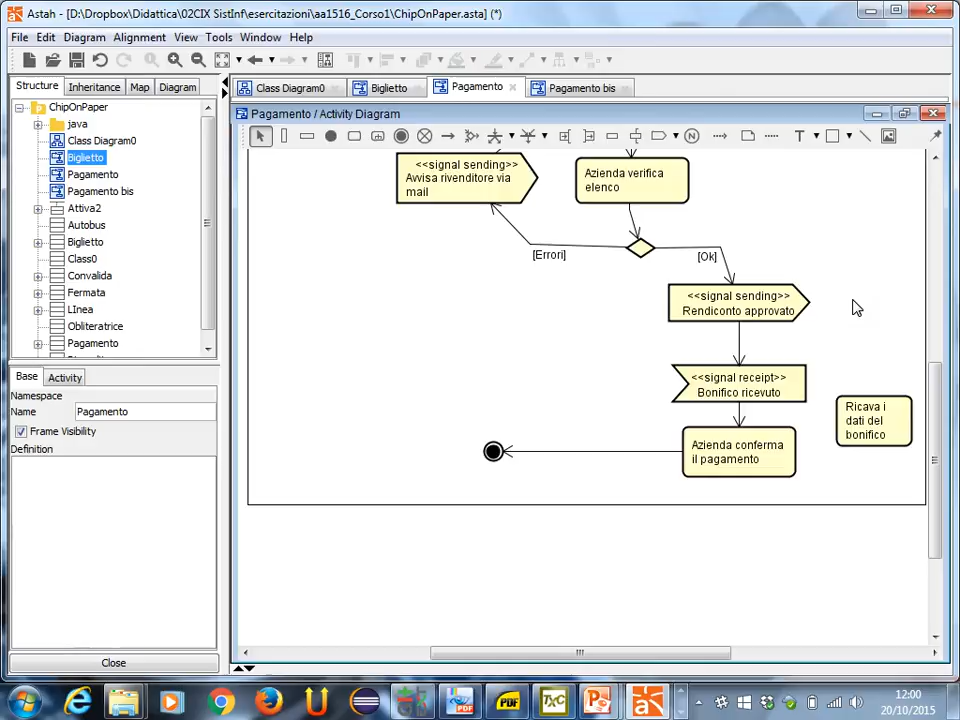 Astah - [D:\Dropbox\Didattica\02CIX SistInf\esercitazioni\aa1516_Corso1\ChipOnPaper.asta] (*)
File Edit Diagram Alignment View Tools Window Help
Structure Inheritance Map Diagram
Class Diagram0 Biglietto Pagamento Pagamento bis
Pagamento / Activity Diagram
ChipOnPaper
java
Class Diagram0
Biglietto
Pagamento
Pagamento bis
Attiva2
Autobus
Biglietto
Class0
Convalida
Fermata
LInea
Obliteratrice
Pagamento
Base Activity
Namespace
Name Pagamento
Frame Visibility
Definition
Close
T
N
<<signal sending>>
Avvisa rivenditore via
mail
Azienda verifica
elenco
[Errori]
[Ok]
<<signal sending>>
Rendiconto approvato
<<signal receipt>>
Bonifico ricevuto
Ricava i
dati del
bonifico
Azienda conferma
il pagamento
PDF
PDF
TXC
12:00
20/10/2015